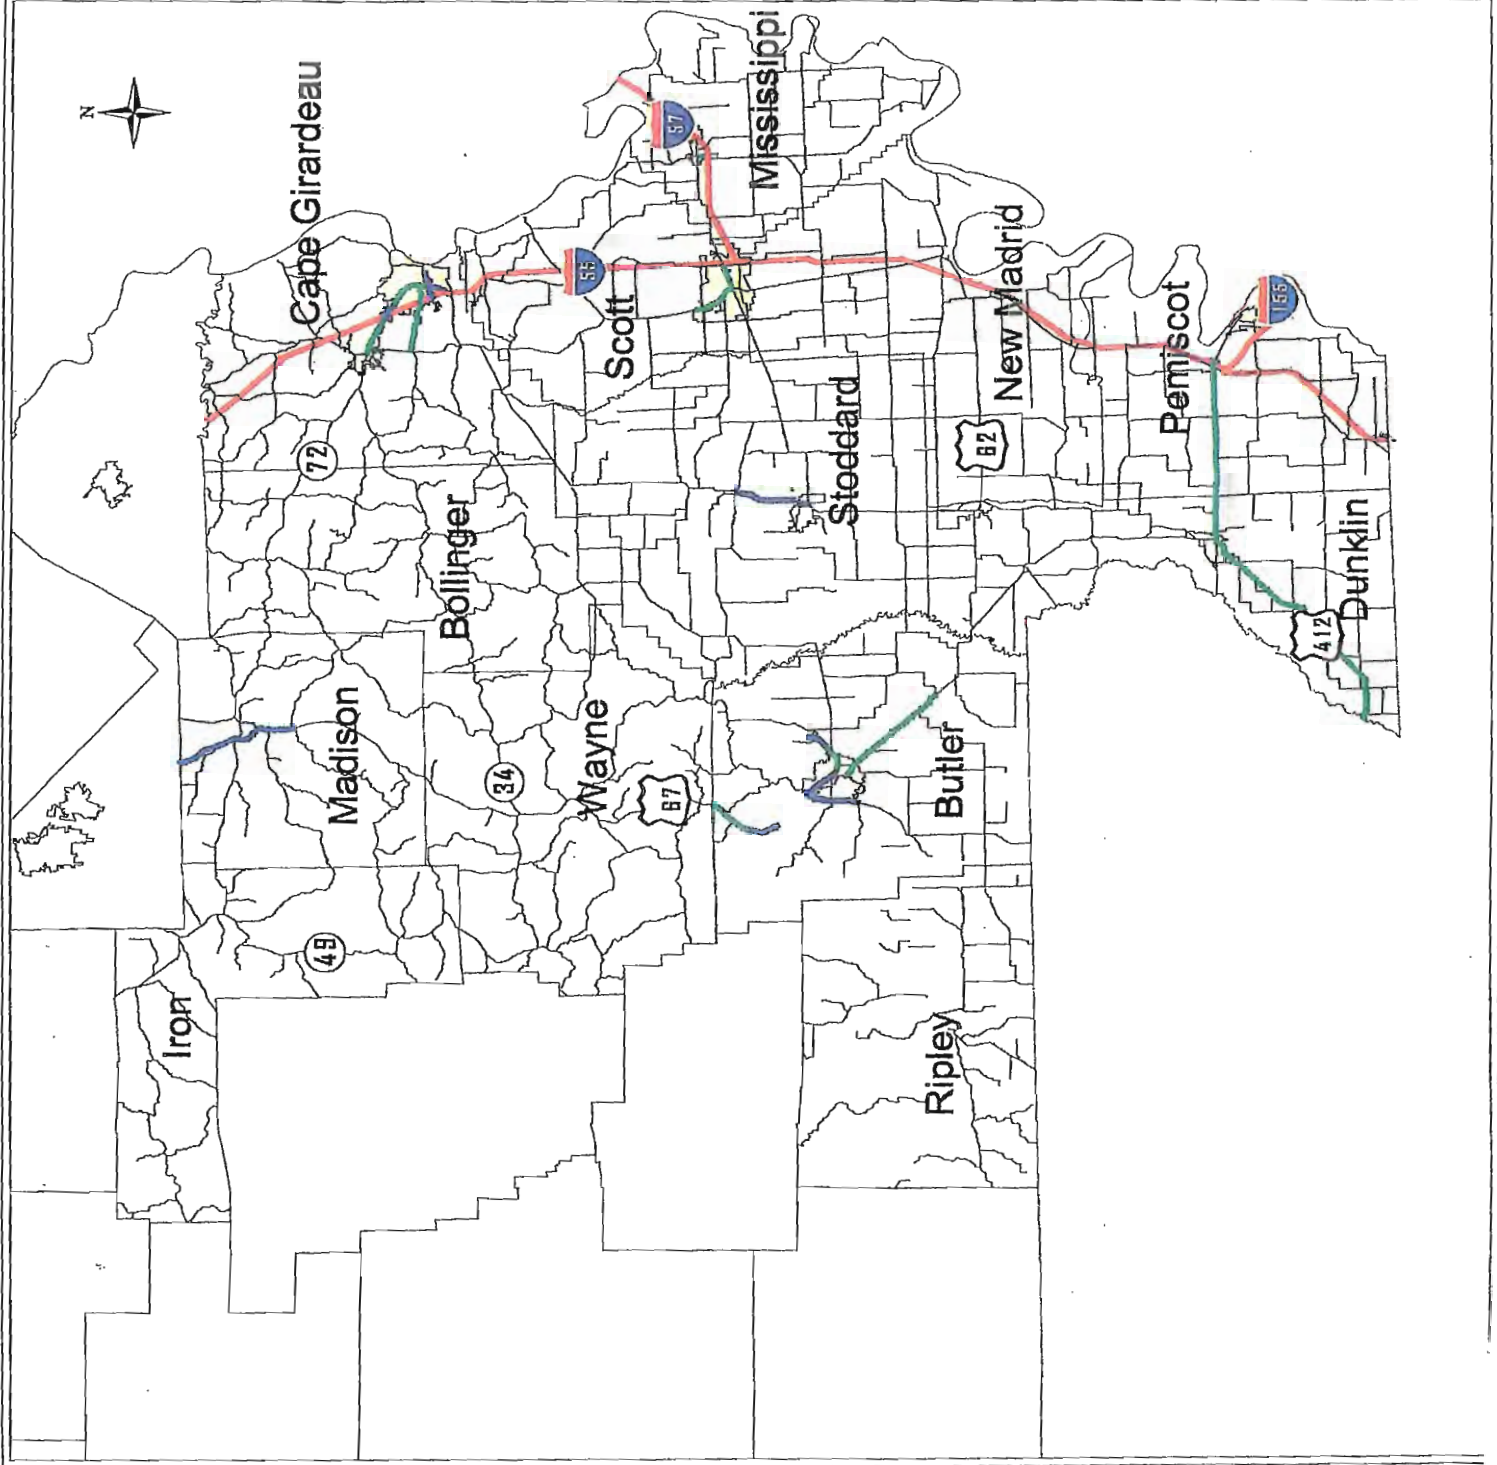 N
Cape Girardeau
57
Mississippi
55
Scott
72
Bollinger
Stoddard
New Madrid
62
Pemiscot
155
Madison
34
Wayne
67
Butler
412
Dunklin
49
Iron
Ripley